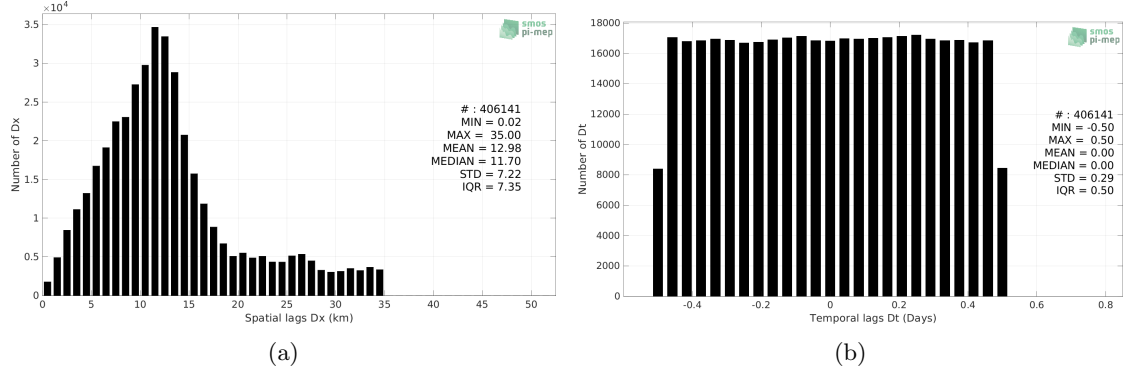 ×10⁴
3.5
3
2.5
2
1.5
1
0.5
0
Number of Dx
0 5 10 15 20 25 30 35 40 45 50
Spatial lags Dx (km)
smos
pi-mep
# : 406141
MIN = 0.02
MAX = 35.00
MEAN = 12.98
MEDIAN = 11.70
STD = 7.22
IQR = 7.35
(a)
18000
16000
14000
12000
10000
8000
6000
4000
2000
0
Number of Dt
-0.4 -0.2 0 0.2 0.4 0.6 0.8
Temporal lags Dt (Days)
smos
pi-mep
# : 406141
MIN = -0.50
MAX = 0.50
MEAN = 0.00
MEDIAN = 0.00
STD = 0.29
IQR = 0.50
(b)